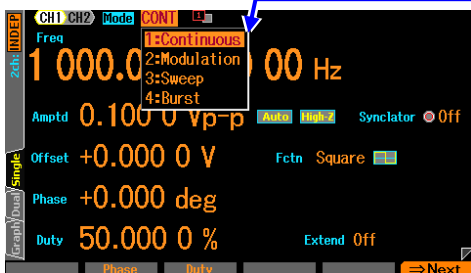 2ch: INDEP
CH1 CH2 Mode CONT 1
1:Continuous
2:Modulation
3:Sweep
4:Burst
Freq
1 000.0 00 Hz
Amptd 0.100 0 Vp-p Auto High-Z Synclator Off
Offset +0.000 0 V Fctn Square
Phase +0.000 deg
Duty 50.000 0 % Extend Off
Graph Dual Single
Phase Duty ⇒Next